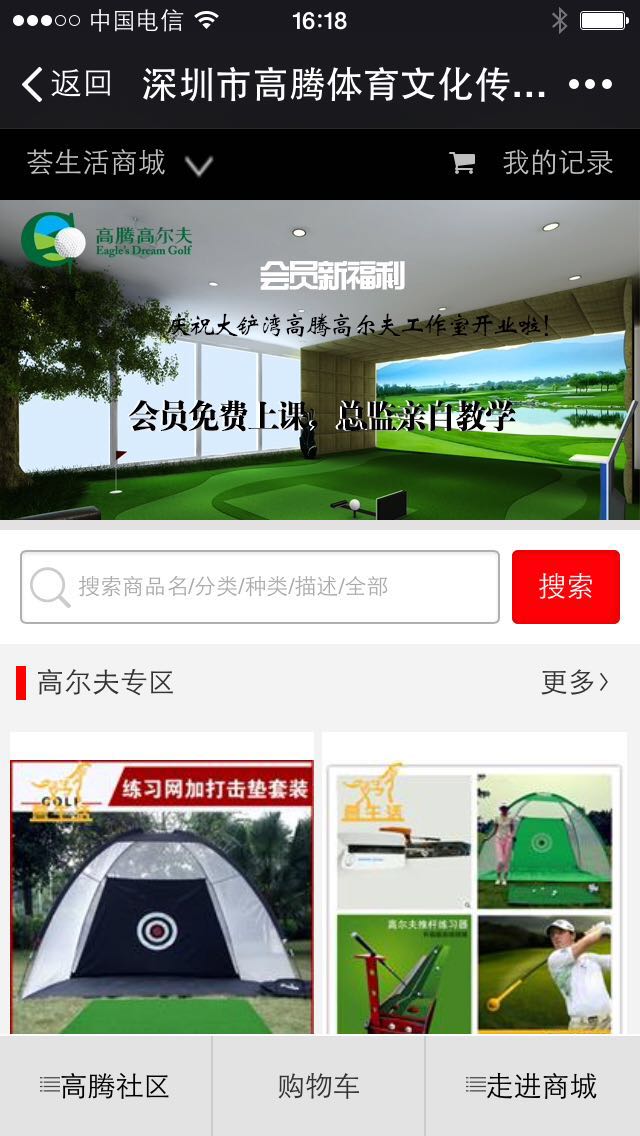 中国电信
16:18
返回
深圳市高腾体育文化传...
荟生活商城
我的记录
高腾高尔夫
Eagle's Dream Golf
会员新福利
庆祝大铲湾高腾高尔夫工作室开业啦!
会员免费上课，总监亲自教学
搜索商品名/分类/种类/描述/全部
搜索
高尔夫专区
更多
练习网加打击垫套装
GOLF
荟生活
荟生活
高尔夫推杆练习器
高腾社区
购物车
走进商城